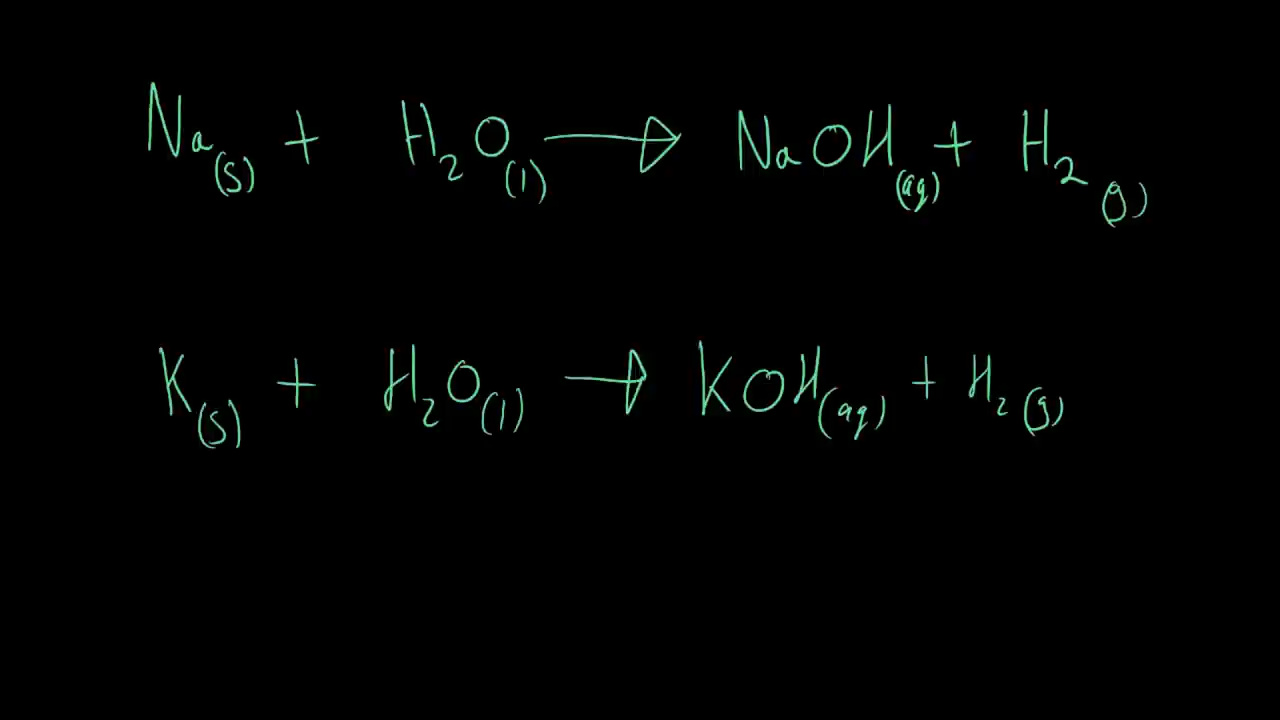 Na(s) + H2O(l) → NaOH(aq) + H2(g)
K(s) + H2O(l) → KOH(aq) + H2(g)